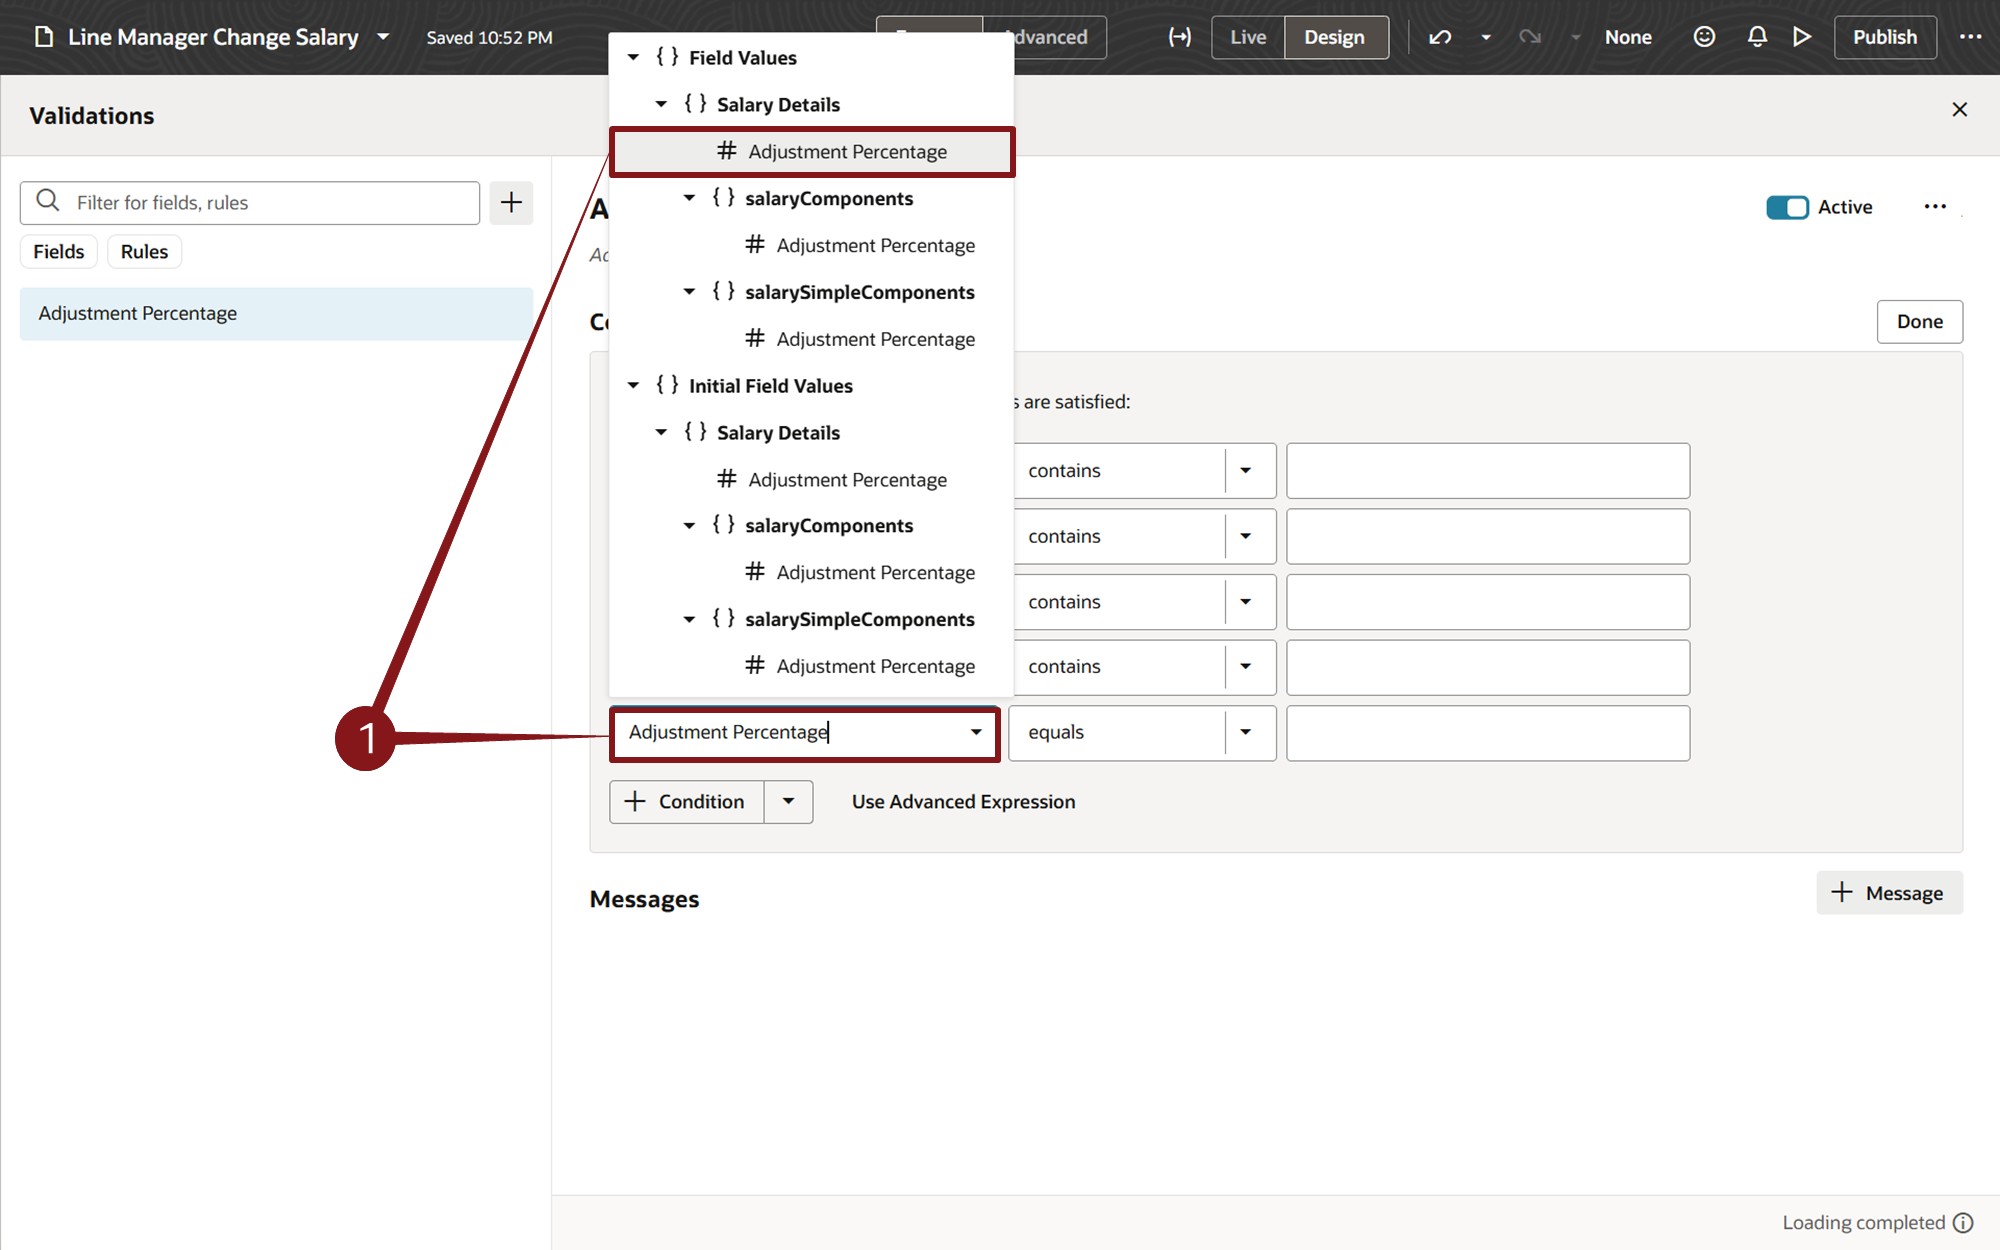 Line Manager Change Salary
Saved 10:52 PM
dvanced
Live
Design
None
Publish
Validations
Filter for fields, rules
Fields
Rules
Adjustment Percentage
{ } Field Values
{ } Salary Details
# Adjustment Percentage
{ } salaryComponents
# Adjustment Percentage
{ } salarySimpleComponents
# Adjustment Percentage
{ } Initial Field Values
{ } Salary Details
# Adjustment Percentage
{ } salaryComponents
# Adjustment Percentage
{ } salarySimpleComponents
# Adjustment Percentage
A
Ac
Active
Done
s are satisfied:
contains
contains
contains
contains
1
Adjustment Percentage
equals
+ Condition
Use Advanced Expression
Messages
+ Message
Loading completed